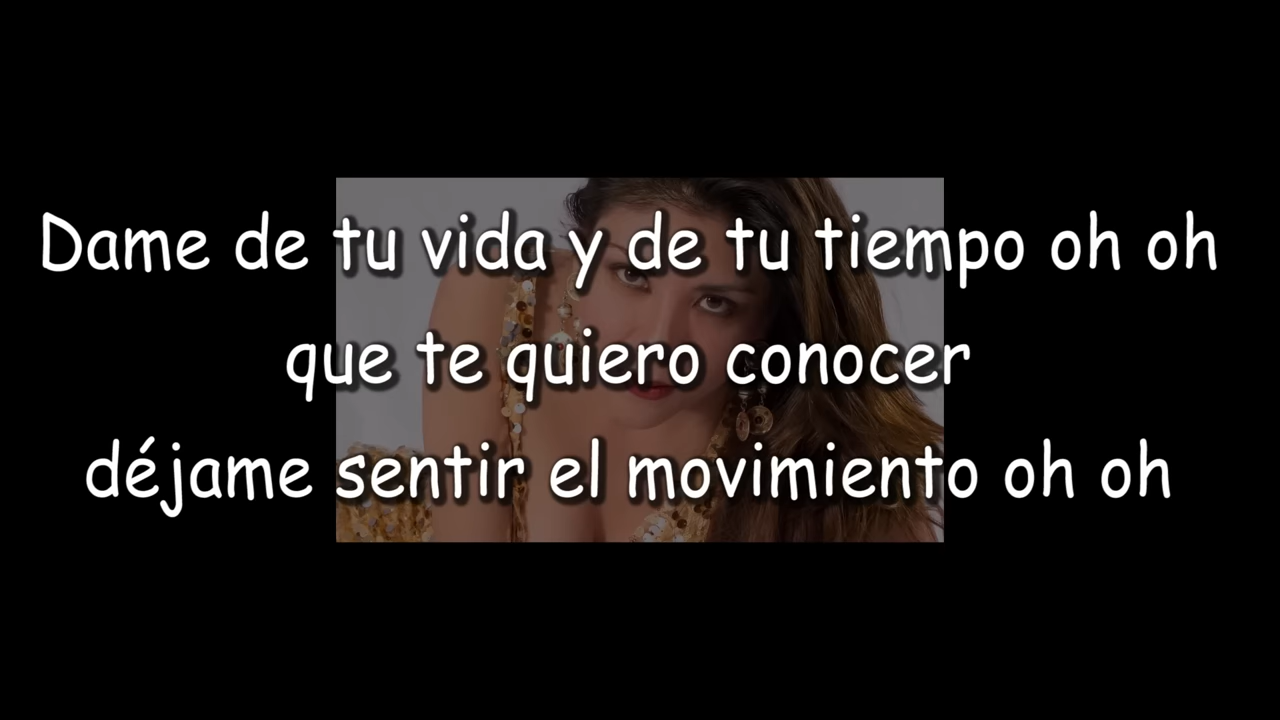 Dame de tu vida y de tu tiempo oh oh
que te quiero conocer
déjame sentir el movimiento oh oh